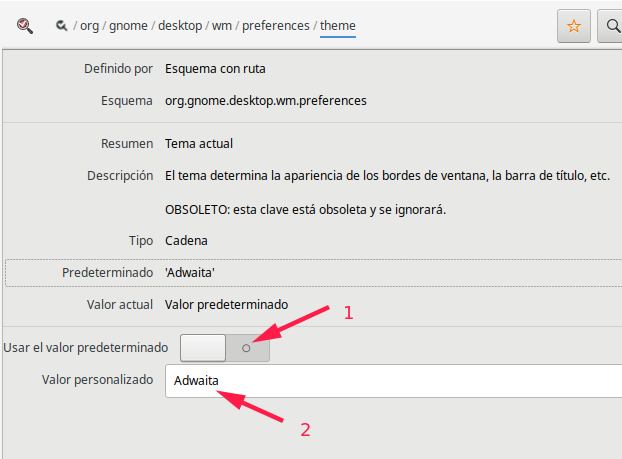 / org / gnome / desktop / wm / preferences / theme
Definido por Esquema con ruta
Esquema org.gnome.desktop.wm.preferences
Resumen Tema actual
Descripción El tema determina la apariencia de los bordes de ventana, la barra de título, etc.
OBSOLETO: esta clave está obsoleta y se ignorará.
Tipo Cadena
Predeterminado 'Adwaita'
Valor actual Valor predeterminado
1
Usar el valor predeterminado
Valor personalizado Adwaita
2